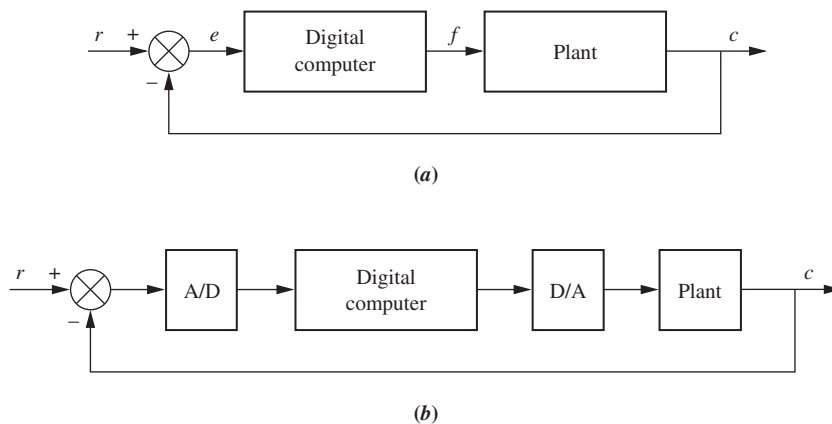 r + e Digital computer f Plant c
−
(a)
r + A/D Digital computer D/A Plant c
−
(b)